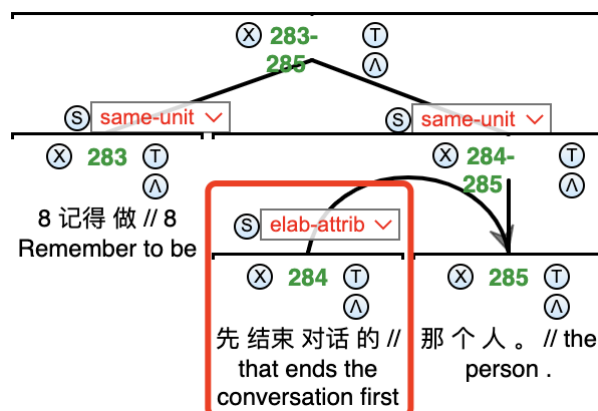 X 283-285 T
Λ
S same-unit
S same-unit
X 283 T
Λ
X 284-285 T
Λ
8 记得 做 // 8
Remember to be
S elab-attrib
X 284 T
Λ
X 285 T
Λ
先 结束 对话 的 //
that ends the
conversation first
那 个 人 。 // the
person .